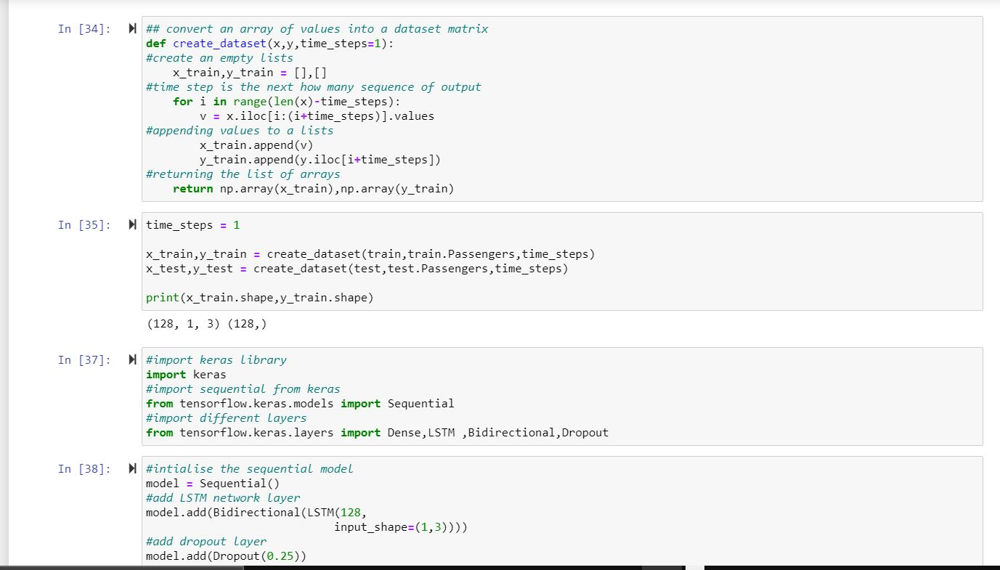 In [34]:
## convert an array of values into a dataset matrix
def create_dataset(x,y,time_steps=1):
#create an empty lists
    x_train,y_train = [],[]
#time step is the next how many sequence of output
    for i in range(len(x)-time_steps):
        v = x.iloc[i:(i+time_steps)].values
#appending values to a lists
        x_train.append(v)
        y_train.append(y.iloc[i+time_steps])
#returning the list of arrays
    return np.array(x_train),np.array(y_train)
In [35]:
time_steps = 1
x_train,y_train = create_dataset(train,train.Passengers,time_steps)
x_test,y_test = create_dataset(test,test.Passengers,time_steps)
print(x_train.shape,y_train.shape)
(128, 1, 3) (128,)
In [37]:
#import keras library
import keras
#import sequential from keras
from tensorflow.keras.models import Sequential
#import different layers
from tensorflow.keras.layers import Dense,LSTM ,Bidirectional,Dropout
In [38]:
#intialise the sequential model
model = Sequential()
#add LSTM network layer
model.add(Bidirectional(LSTM(128,
                            input_shape=(1,3))))
#add dropout layer
model.add(Dropout(0.25))